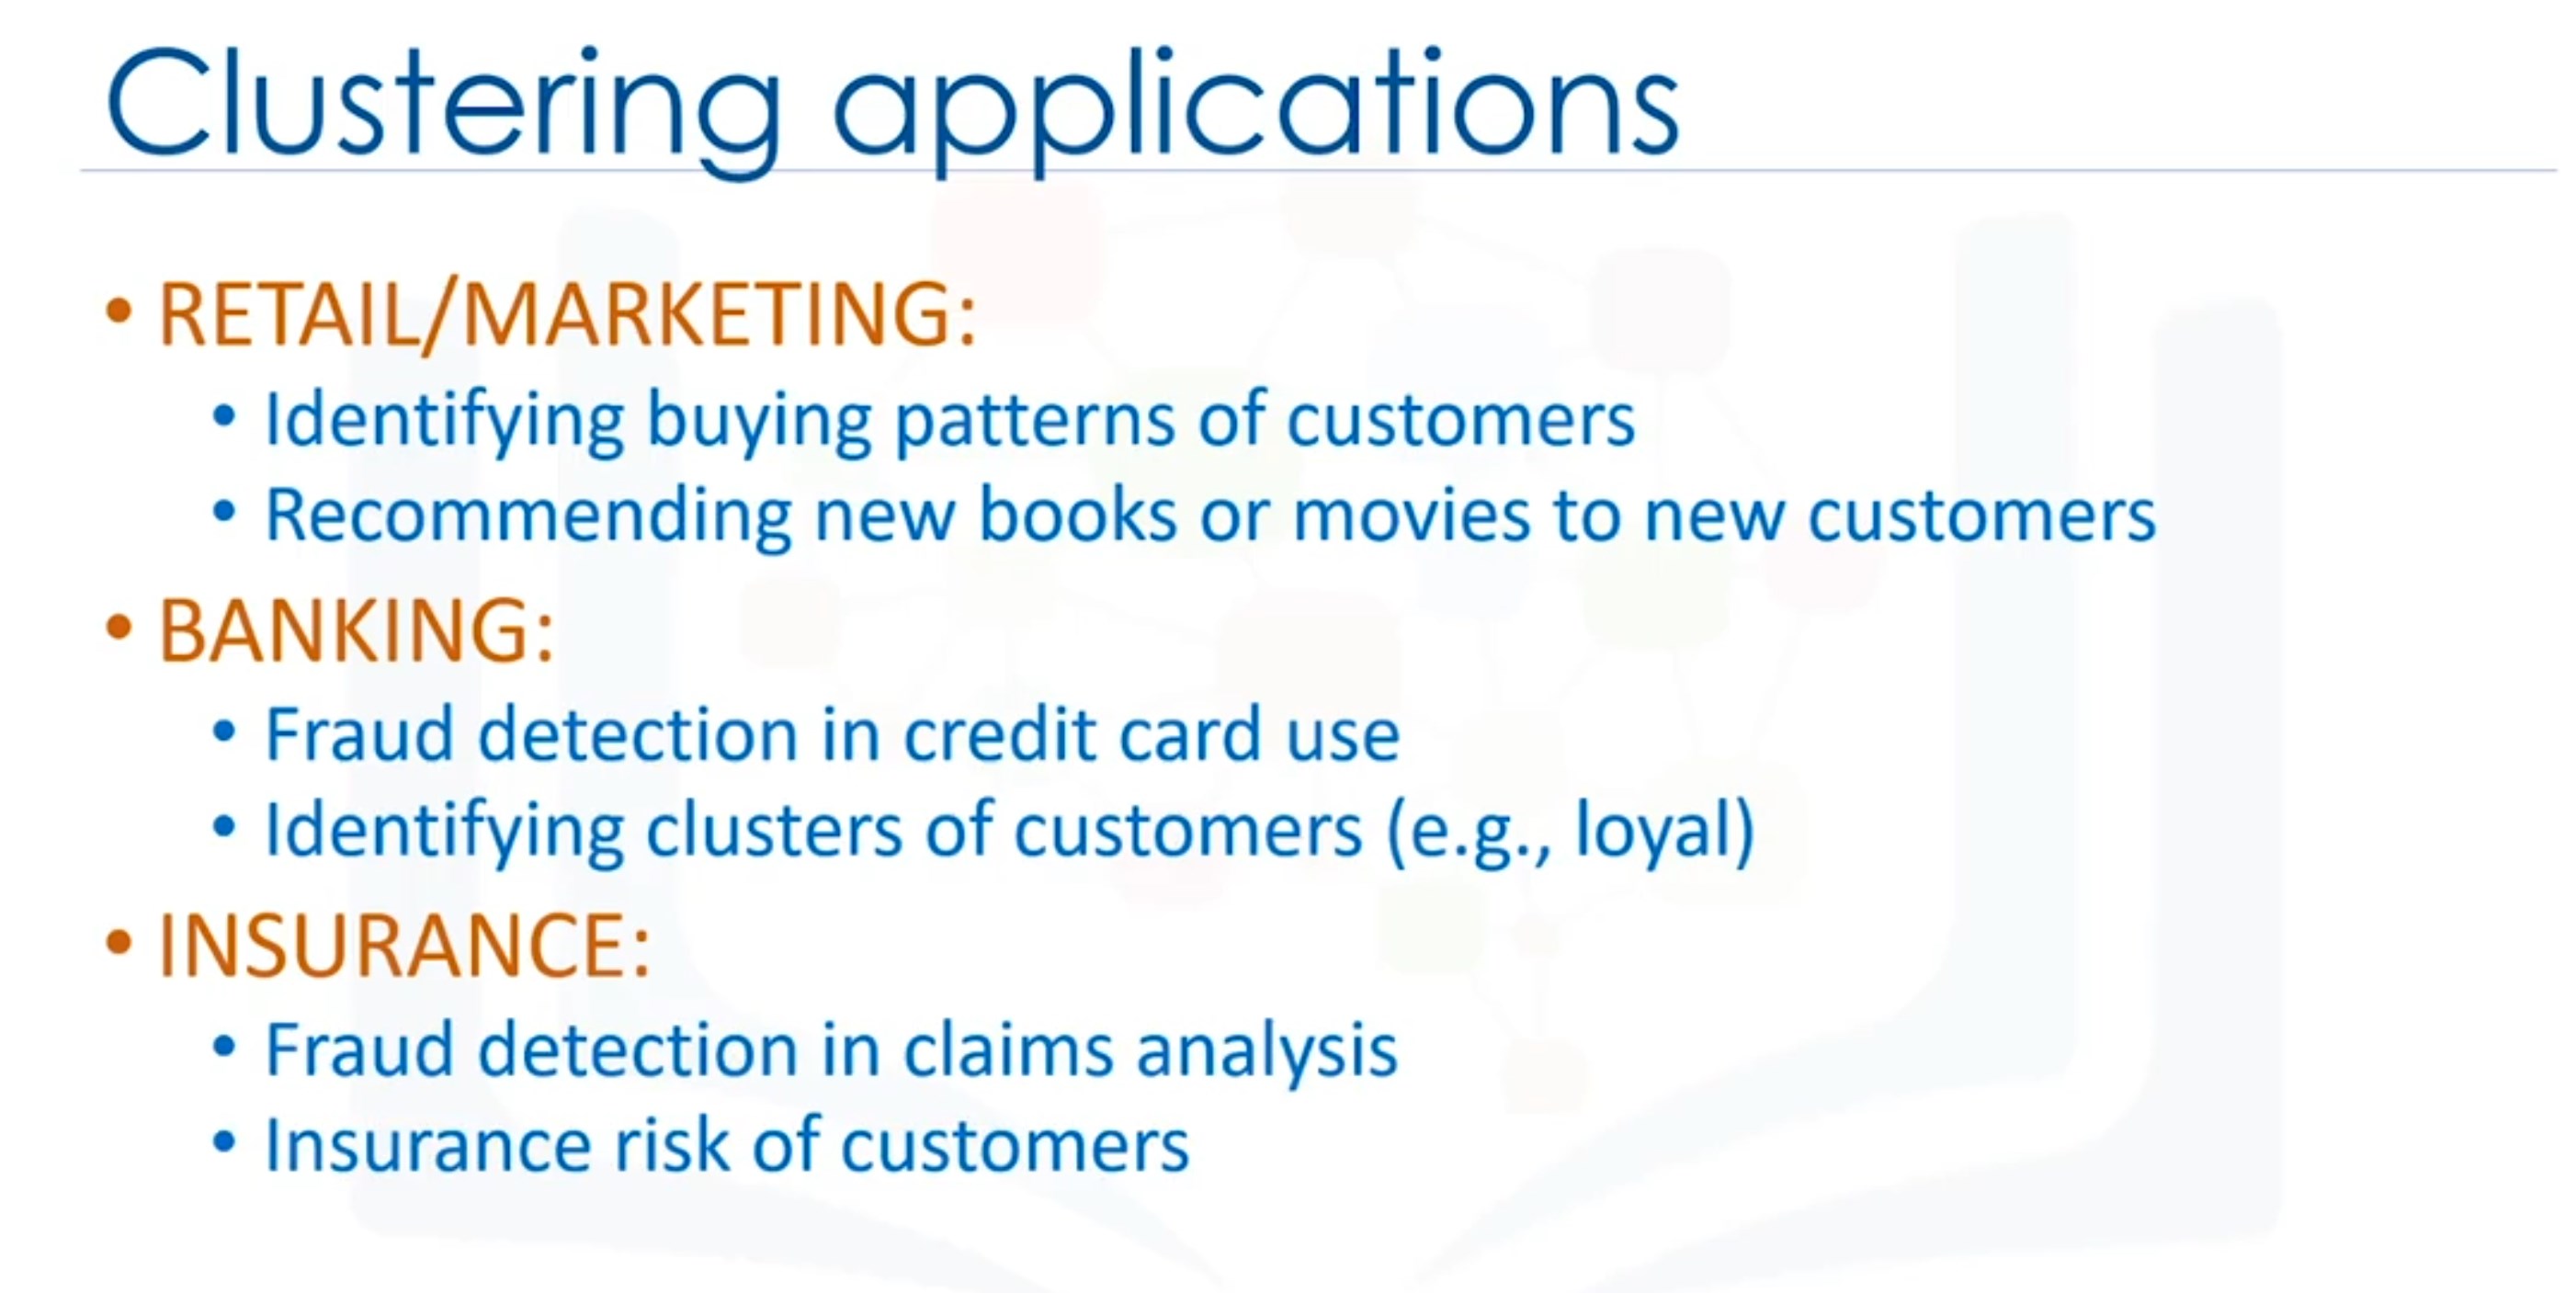 Clustering applications
• RETAIL/MARKETING:
• Identifying buying patterns of customers
• Recommending new books or movies to new customers
• BANKING:
• Fraud detection in credit card use
• Identifying clusters of customers (e.g., loyal)
• INSURANCE:
• Fraud detection in claims analysis
• Insurance risk of customers